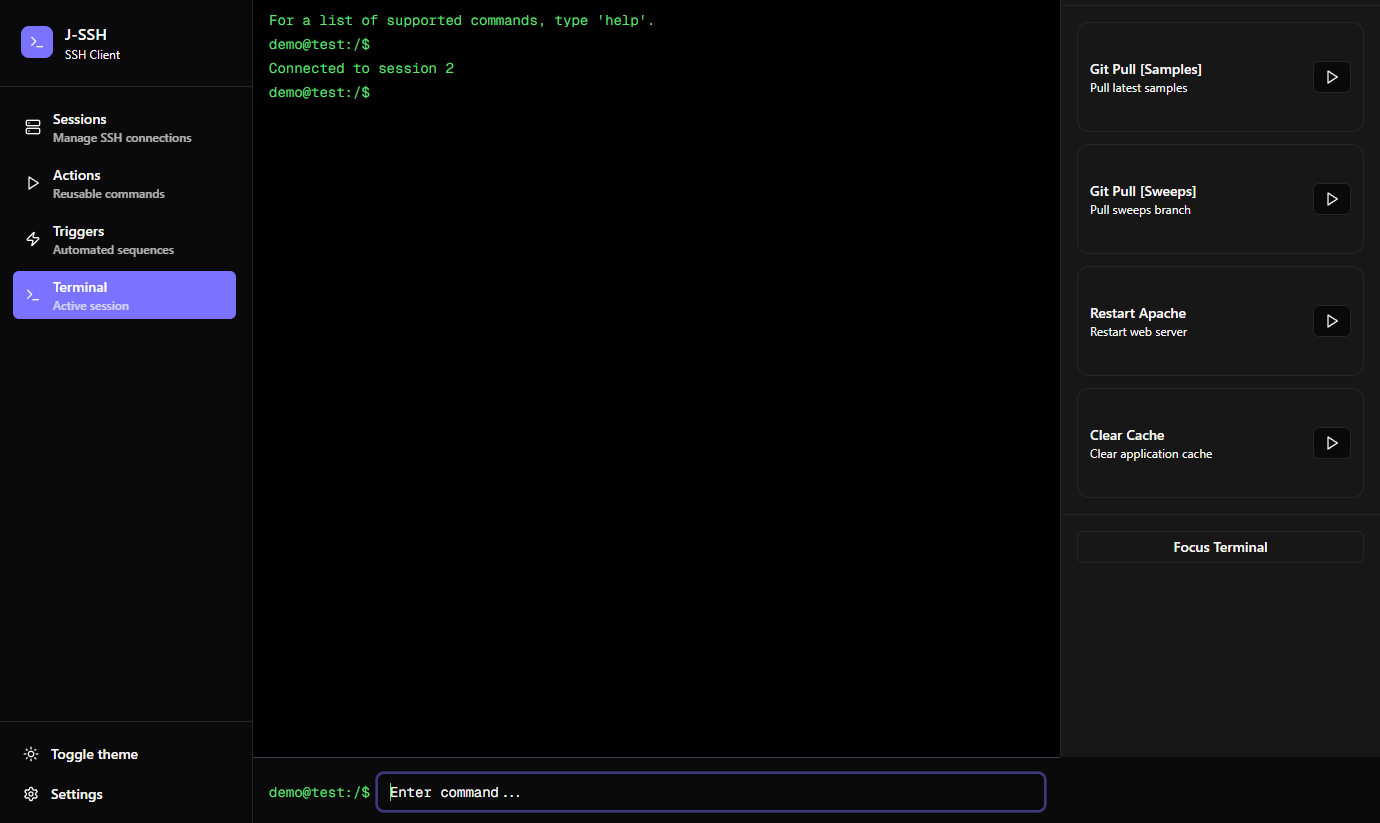 J-SSH
SSH Client
Sessions
Manage SSH connections
Actions
Reusable commands
Triggers
Automated sequences
Terminal
Active session
Toggle theme
Settings
For a list of supported commands, type 'help'.
demo@test:/$
Connected to session 2
demo@test:/$
demo@test:/$ Enter command...
Git Pull [Samples]
Pull latest samples
Git Pull [Sweeps]
Pull sweeps branch
Restart Apache
Restart web server
Clear Cache
Clear application cache
Focus Terminal